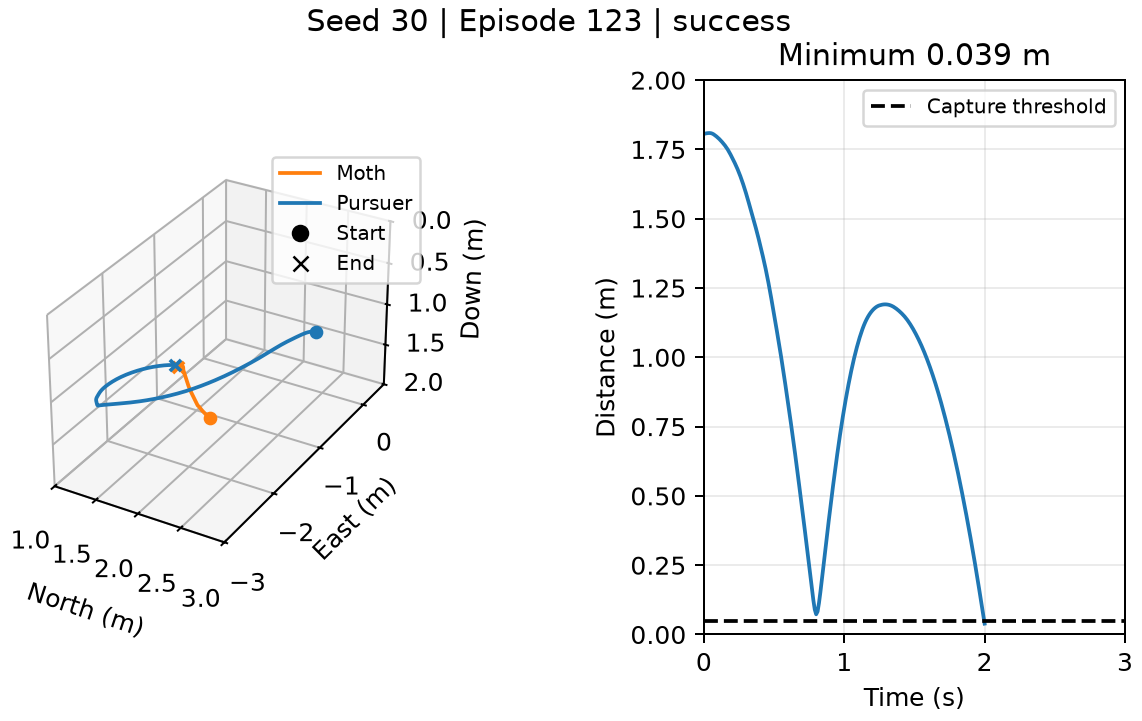 Seed 30 | Episode 123 | success
Moth
Pursuer
Start
End
0.0
0.5
1.0
1.5
2.0
Down (m)
0
−1
−2
−3
East (m)
1.0
1.5
2.0
2.5
3.0
North (m)
Minimum 0.039 m
Capture threshold
2.00
1.75
1.50
1.25
1.00
0.75
0.50
0.25
0.00
Distance (m)
0 1 2 3
Time (s)